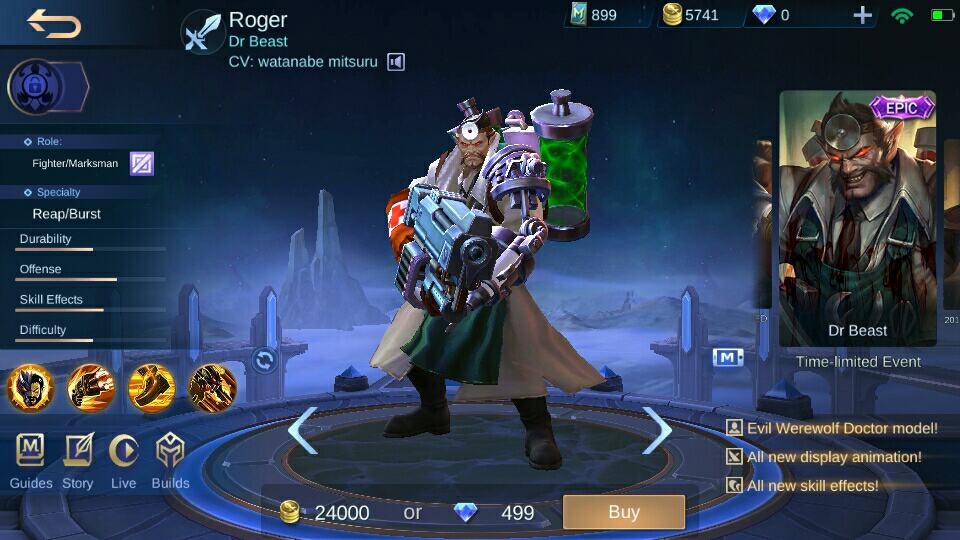 Roger
Dr Beast
CV: watanabe mitsuru
899
5741
0
Role:
Fighter/Marksman
Specialty
Reap/Burst
Durability
Offense
Skill Effects
Difficulty
EPIC
Dr Beast
201
Time-limited Event
M
Evil Werewolf Doctor model!
All new display animation!
All new skill effects!
Guides
Story
Live
Builds
24000 or 499
Buy